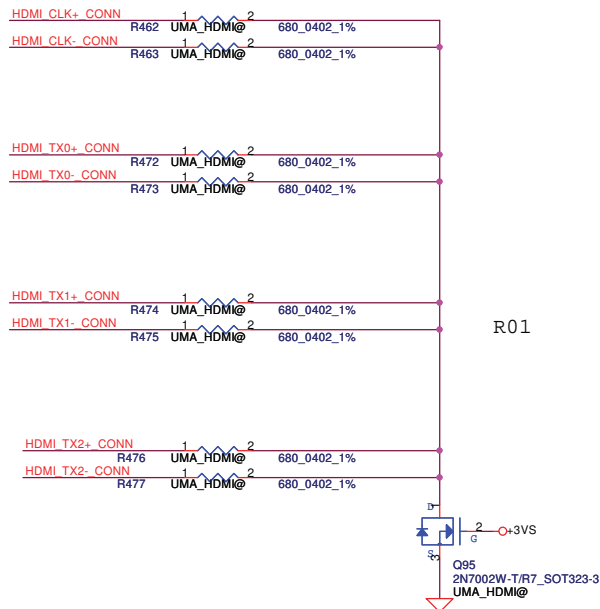 HDMI_CLK+_CONN
1 2
R462 UMA_HDMI@ 680_0402_1%
HDMI_CLK-_CONN
1 2
R463 UMA_HDMI@ 680_0402_1%
HDMI_TX0+_CONN
1 2
R472 UMA_HDMI@ 680_0402_1%
HDMI_TX0-_CONN
1 2
R473 UMA_HDMI@ 680_0402_1%
HDMI_TX1+_CONN
1 2
R474 UMA_HDMI@ 680_0402_1%
HDMI_TX1-_CONN
1 2
R475 UMA_HDMI@ 680_0402_1%
R01
HDMI_TX2+_CONN
1 2
R476 UMA_HDMI@ 680_0402_1%
HDMI_TX2-_CONN
1 2
R477 UMA_HDMI@ 680_0402_1%
D 1
2 +3VS
G
S 3
Q95
2N7002W-T/R7_SOT323-3
UMA_HDMI@